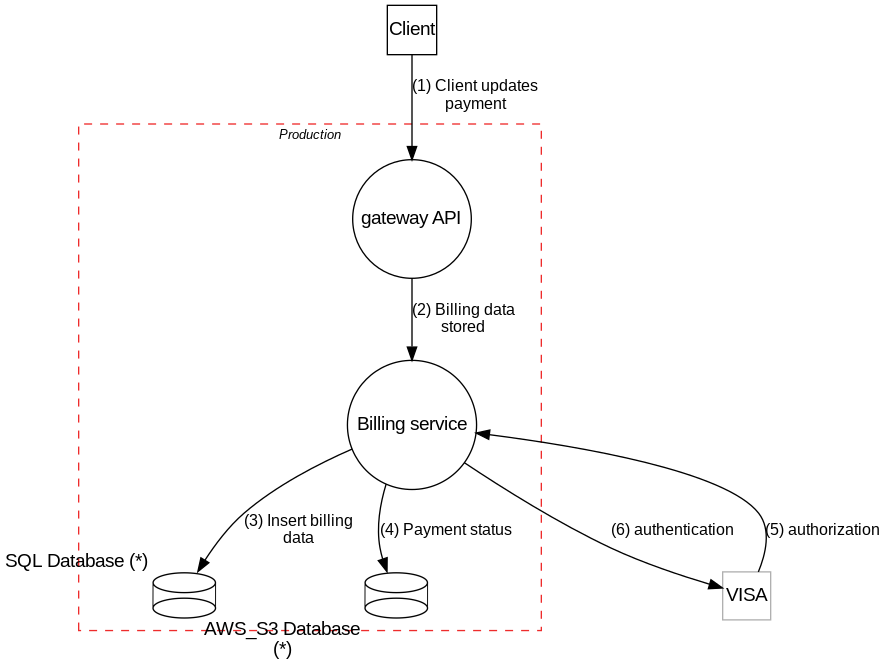 Client
(1) Client updates
payment
Production
gateway API
(2) Billing data
stored
Billing service
(3) Insert billing
data
(4) Payment status
(6) authentication
(5) authorization
SQL Database (*)
VISA
AWS_S3 Database
(*)